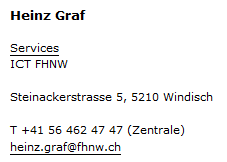 Heinz Graf
Services
ICT FHNW
Steinackerstrasse 5, 5210 Windisch
T +41 56 462 47 47 (Zentrale)
heinz.graf@fhnw.ch